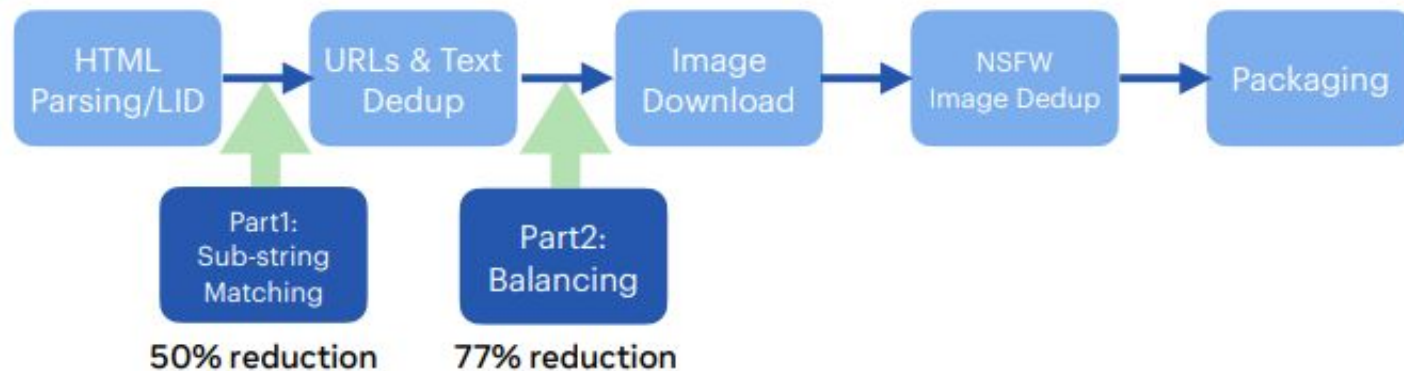 HTML
Parsing/LID
URLs & Text
Dedup
Image
Download
NSFW
Image Dedup
Packaging
Part1:
Sub-string
Matching
Part2:
Balancing
50% reduction
77% reduction